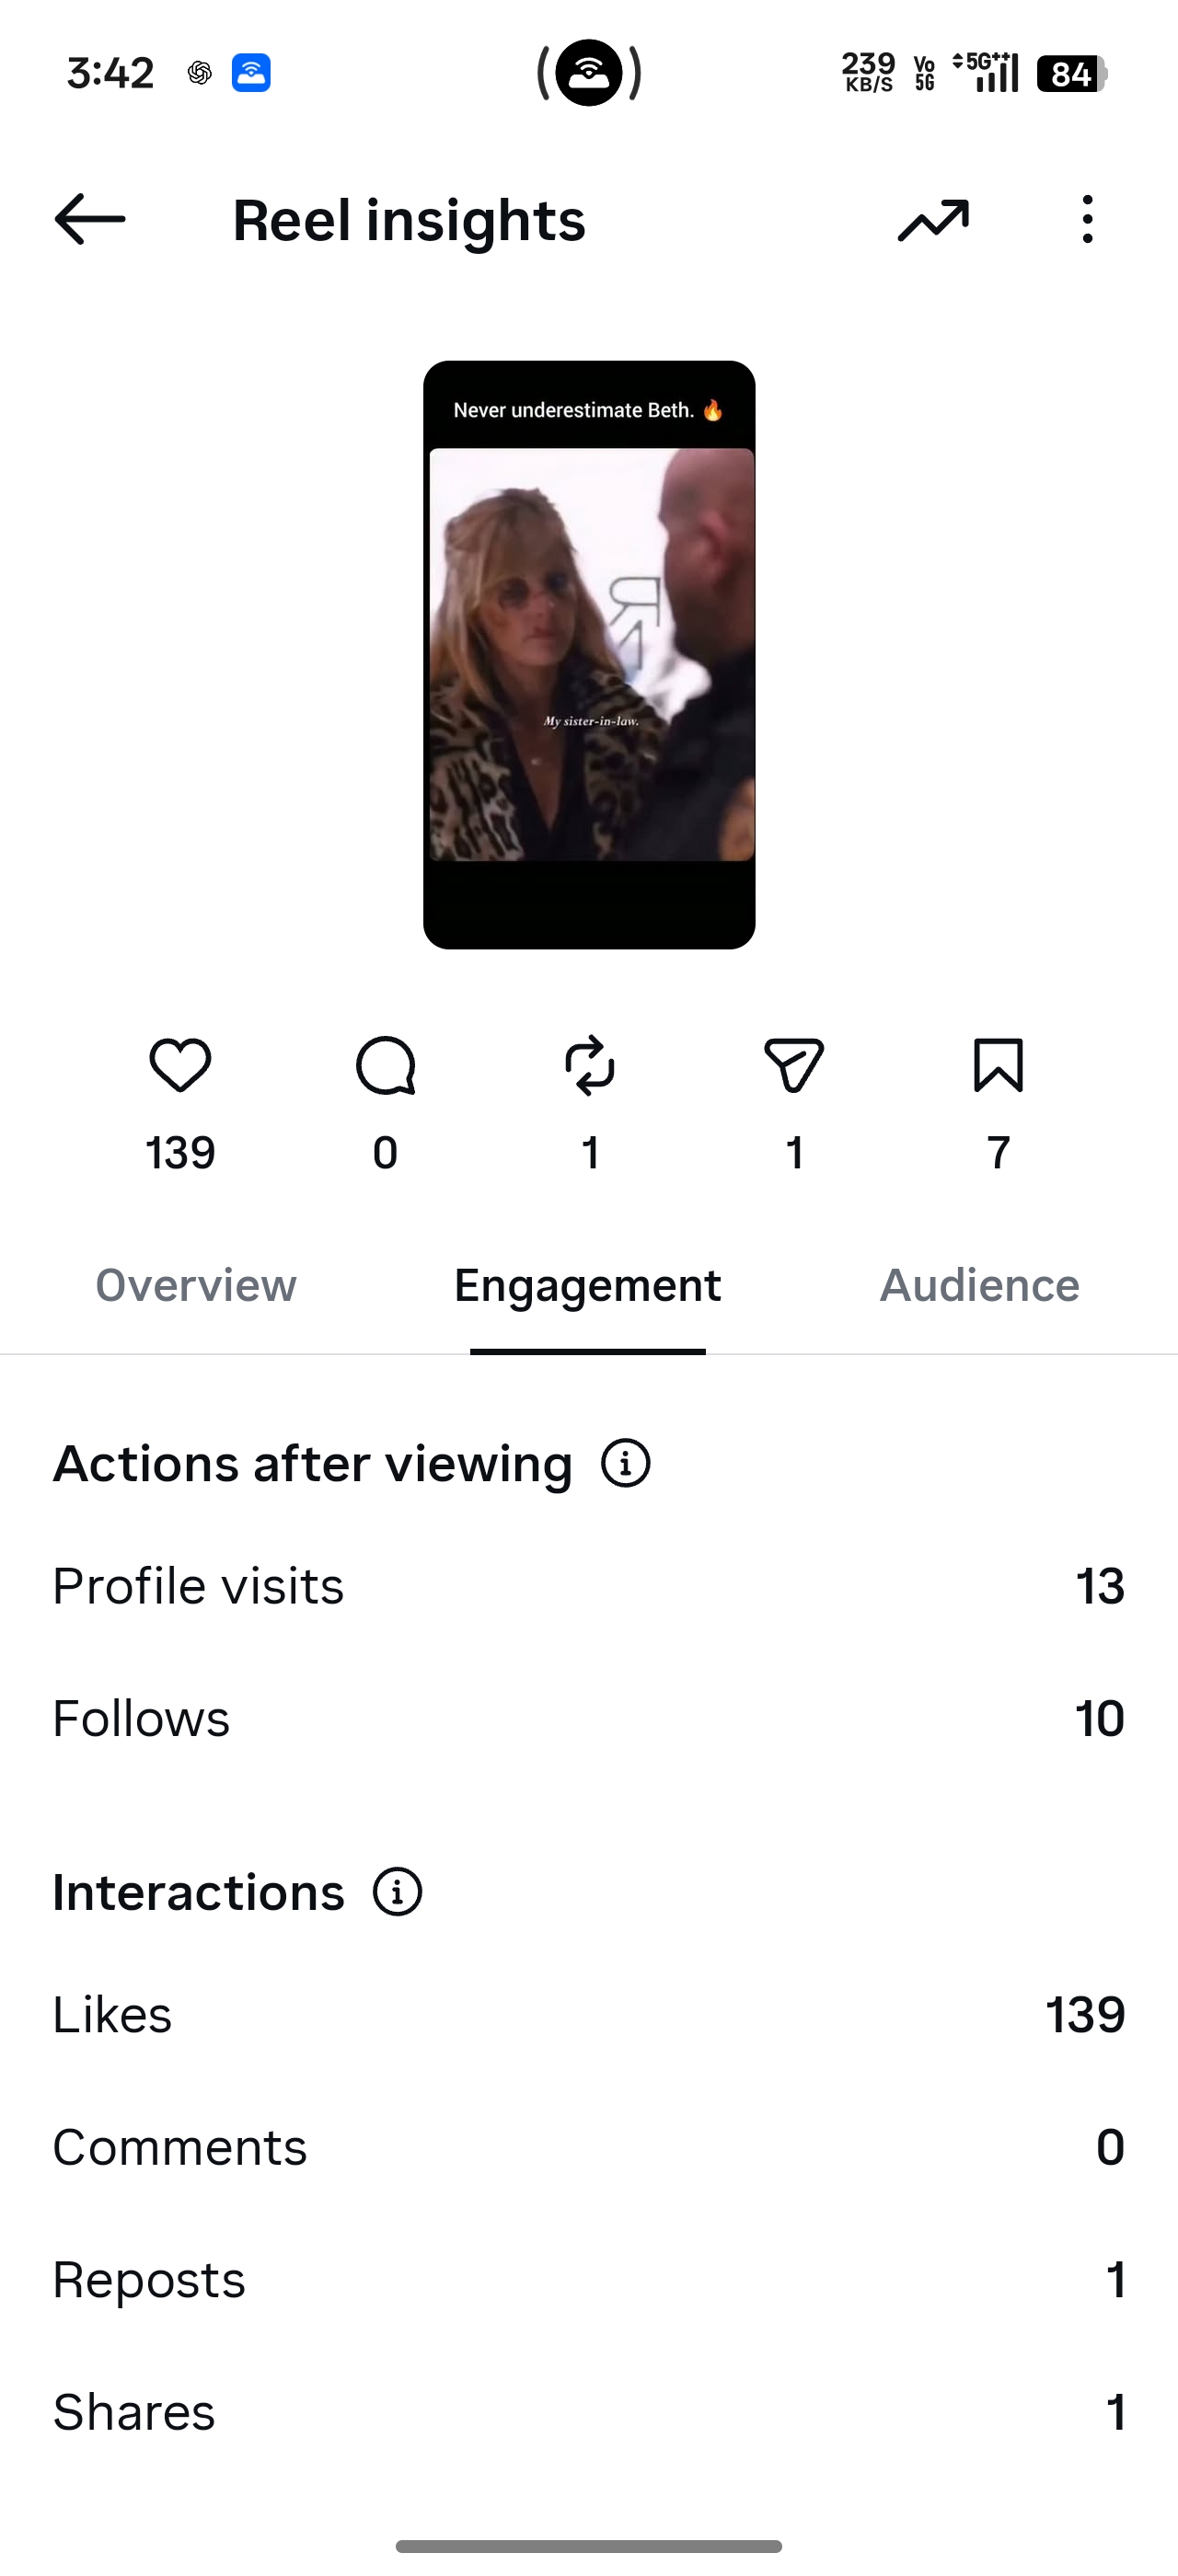 3:42
239 KB/S Vo 5G 5G++ 84
Reel insights
Never underestimate Beth. 🔥
My sister-in-law.
139 0 1 1 7
Overview Engagement Audience
Actions after viewing
Profile visits 13
Follows 10
Interactions
Likes 139
Comments 0
Reposts 1
Shares 1